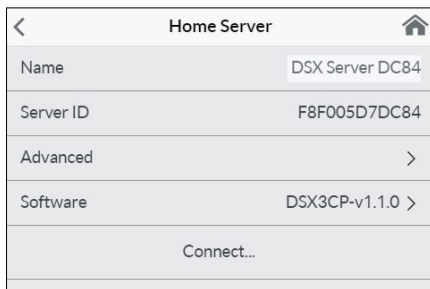 Home Server
Name DSX Server DC84
Server ID F8F005D7DC84
Advanced
Software DSX3CP-v1.1.0
Connect...